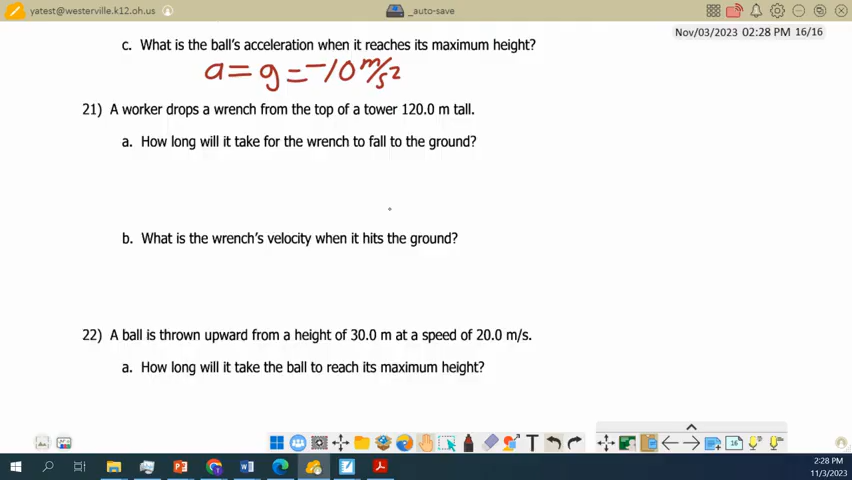 yatest@westerville.k12.oh.us
_auto-save
Nov/03/2023 02:28 PM 16/16
c. What is the ball's acceleration when it reaches its maximum height?
a = g = -10 m/s²
21) A worker drops a wrench from the top of a tower 120.0 m tall.
a. How long will it take for the wrench to fall to the ground?
b. What is the wrench's velocity when it hits the ground?
22) A ball is thrown upward from a height of 30.0 m at a speed of 20.0 m/s.
a. How long will it take the ball to reach its maximum height?
T
16
2:28 PM
11/3/2023